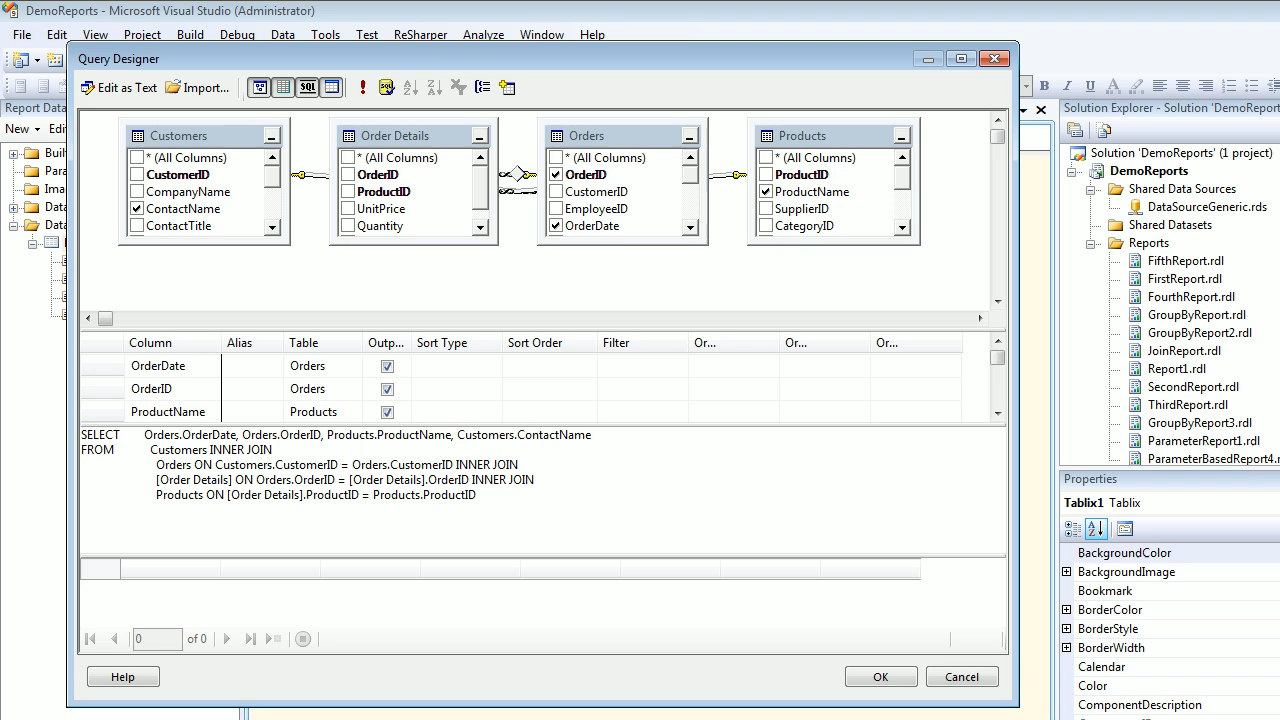 DemoReports - Microsoft Visual Studio (Administrator)
File Edit View Project Build Debug Data Tools Test ReSharper Analyze Window Help
Query Designer
Edit as Text Import... SQL
B I U A
Report Data
New Edi
Buil
Para
Ima
Data
Data
Customers
* (All Columns)
CustomerID
CompanyName
ContactName
ContactTitle
Order Details
* (All Columns)
OrderID
ProductID
UnitPrice
Quantity
Orders
* (All Columns)
OrderID
CustomerID
EmployeeID
OrderDate
Products
* (All Columns)
ProductID
ProductName
SupplierID
CategoryID
Column Alias Table Outp... Sort Type Sort Order Filter Or... Or... Or...
OrderDate Orders
OrderID Orders
ProductName Products
SELECT Orders.OrderDate, Orders.OrderID, Products.ProductName, Customers.ContactName
FROM Customers INNER JOIN
Orders ON Customers.CustomerID = Orders.CustomerID INNER JOIN
[Order Details] ON Orders.OrderID = [Order Details].OrderID INNER JOIN
Products ON [Order Details].ProductID = Products.ProductID
0 of 0
Help OK Cancel
Solution Explorer - Solution 'DemoReport
Solution 'DemoReports' (1 project)
DemoReports
Shared Data Sources
DataSourceGeneric.rds
Shared Datasets
Reports
FifthReport.rdl
FirstReport.rdl
FourthReport.rdl
GroupByReport.rdl
GroupByReport2.rdl
JoinReport.rdl
Report1.rdl
SecondReport.rdl
ThirdReport.rdl
GroupByReport3.rdl
ParameterReport1.rdl
ParameterBasedReport4.r
Properties
Tablix1 Tablix
BackgroundColor
BackgroundImage
Bookmark
BorderColor
BorderStyle
BorderWidth
Calendar
Color
ComponentDescription